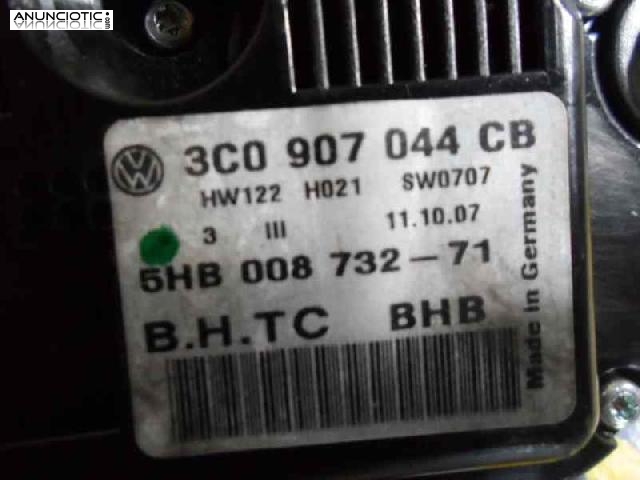 ANUNCIOTIC
.com
3C0 907 044 CB
HW122 H021 SW0707
3 III 11.10.07
5HB 008 732-71
B.H.TC BHB
Made in Germany